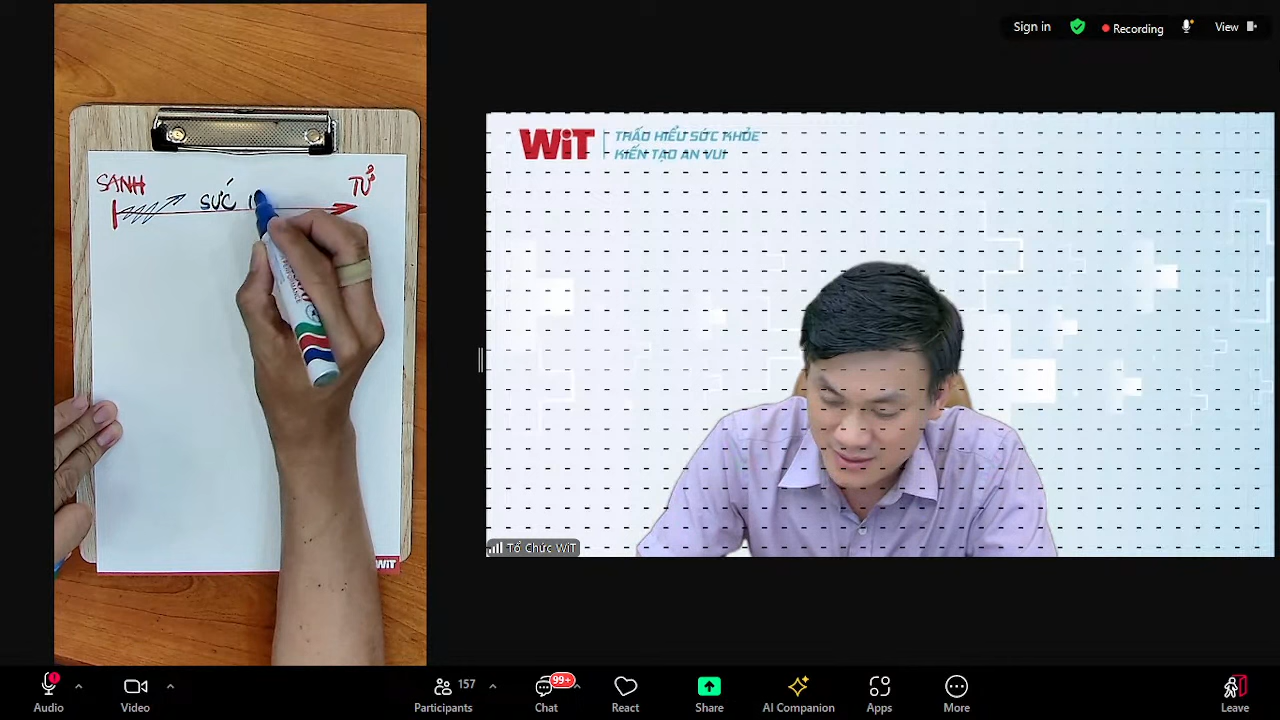 Sign in
Recording
View
WiT
THẤU HIỂU SỨC KHỎE
KIẾN TẠO AN VUI
SANH
TỬ
SỨC
WiT
Tổ Chức WiT
Audio
Video
Participants
157
Chat
99+
React
Share
AI Companion
Apps
More
Leave